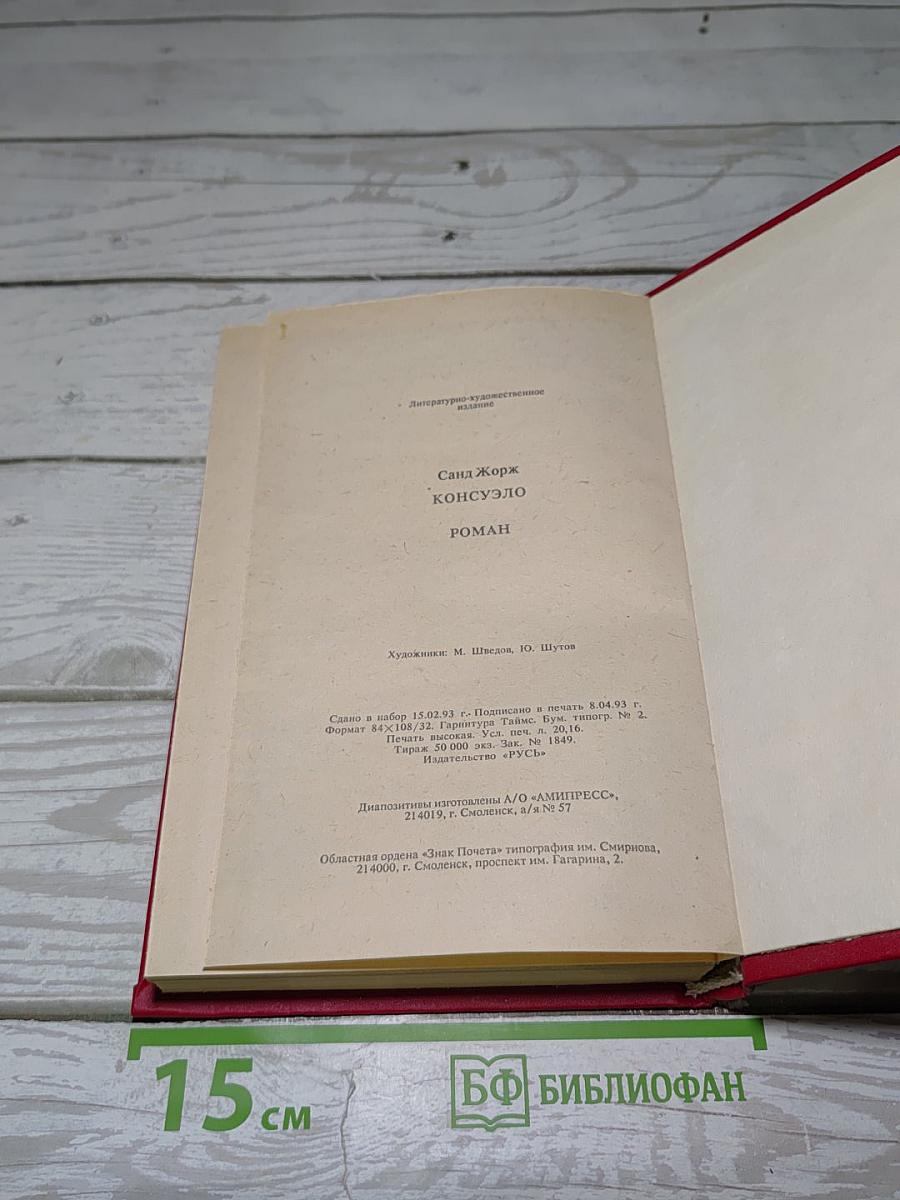 Литературно-художественное
издание
Санд Жорж
КОНСУЭЛО
РОМАН
Художники: М. Шведов, Ю. Шутов
Сдано в набор 15.02.93 г. Подписано в печать 8.04.93 г.
Формат 84×108/32. Гарнитура Таймс. Бум. типогр. № 2.
Печать высокая. Усл. печ. л. 20,16.
Тираж 50 000 экз. Зак. № 1849.
Издательство «РУСЬ»
Диапозитивы изготовлены А/О «АМИПРЕСС»,
214019, г. Смоленск, а/я № 57
Областная ордена «Знак Почета» типография им. Смирнова,
214000, г. Смоленск, проспект им. Гагарина, 2.
15 см
БФ БИБЛИОФАН